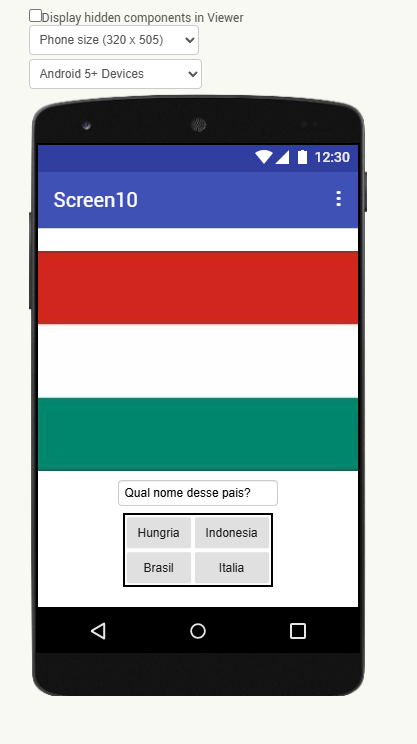 Display hidden components in Viewer
Phone size (320 x 505)
Android 5+ Devices
12:30
Screen10
Qual nome desse pais?
Hungria Indonesia
Brasil Italia